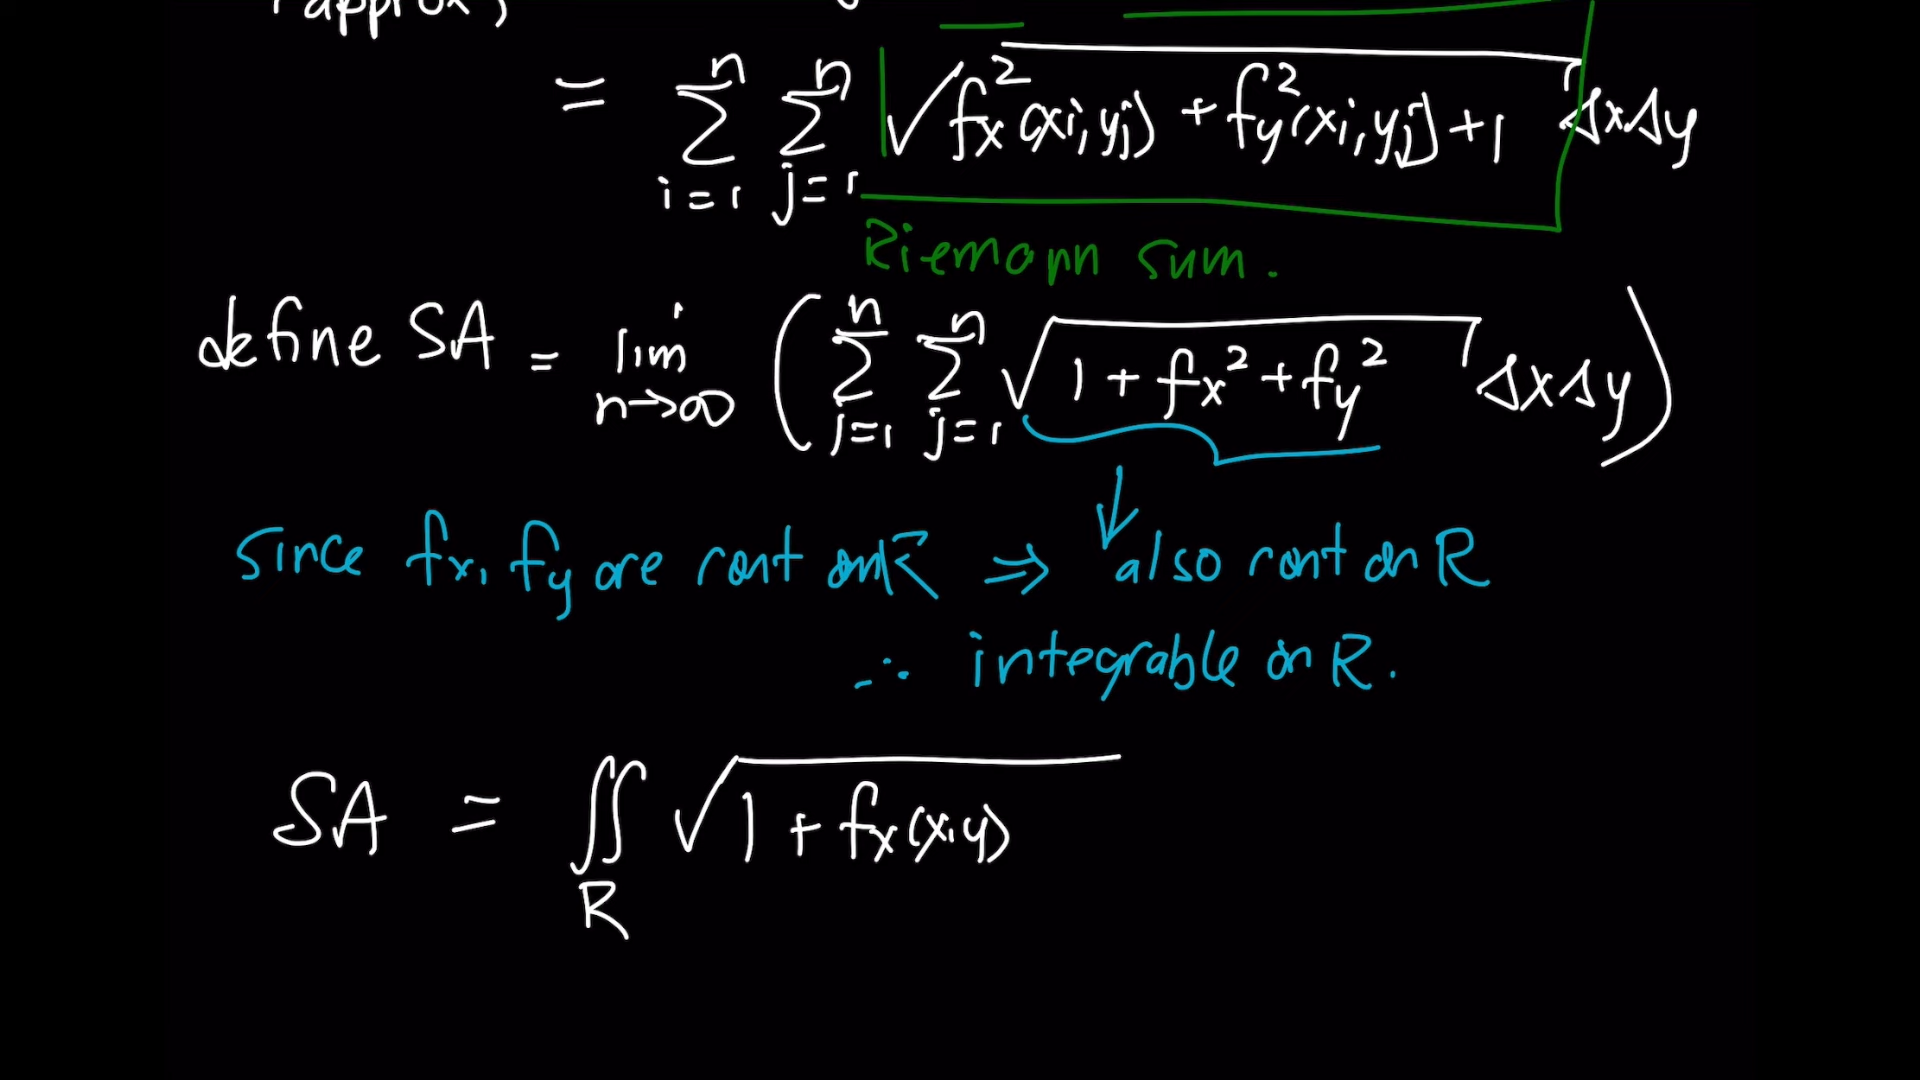 (approx)
= Σ_{i=1}^{n} Σ_{j=1}^{n} √(fx²(xi,yj) + fy²(xi,yj) + 1) ΔxΔy
Riemann sum.
define SA = lim_{n→∞} (Σ_{j=1}^{n} Σ_{j=1}^{n} √(1 + fx² + fy²) ΔxΔy)
since fx, fy are cont on R ⇒ ↓ also cont on R
∴ integrable on R.
SA = ∬_R √(1 + fx(x,y)